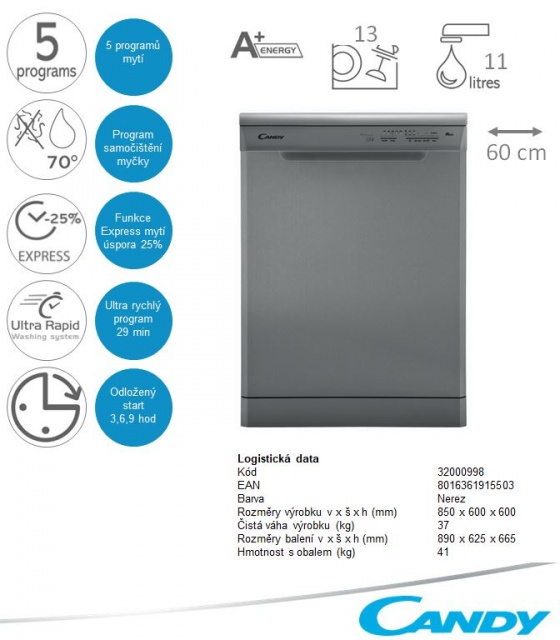 5
programs
5 programů
mytí
A+
ENERGY
13
11
litres
70°
Program
samočištění
myčky
CANDY
60 cm
-25%
EXPRESS
Funkce
Express mytí
úspora 25%
Ultra Rapid
Washing system
Ultra rychlý
program
29 min
Odložený
start
3,6,9 hod
Logistická data
Kód 32000998
EAN 8016361915503
Barva Nerez
Rozměry výrobku v x š x h (mm) 850 x 600 x 600
Čistá váha výrobku (kg) 37
Rozměry balení v x š x h (mm) 890 x 625 x 665
Hmotnost s obalem (kg) 41
CANDY